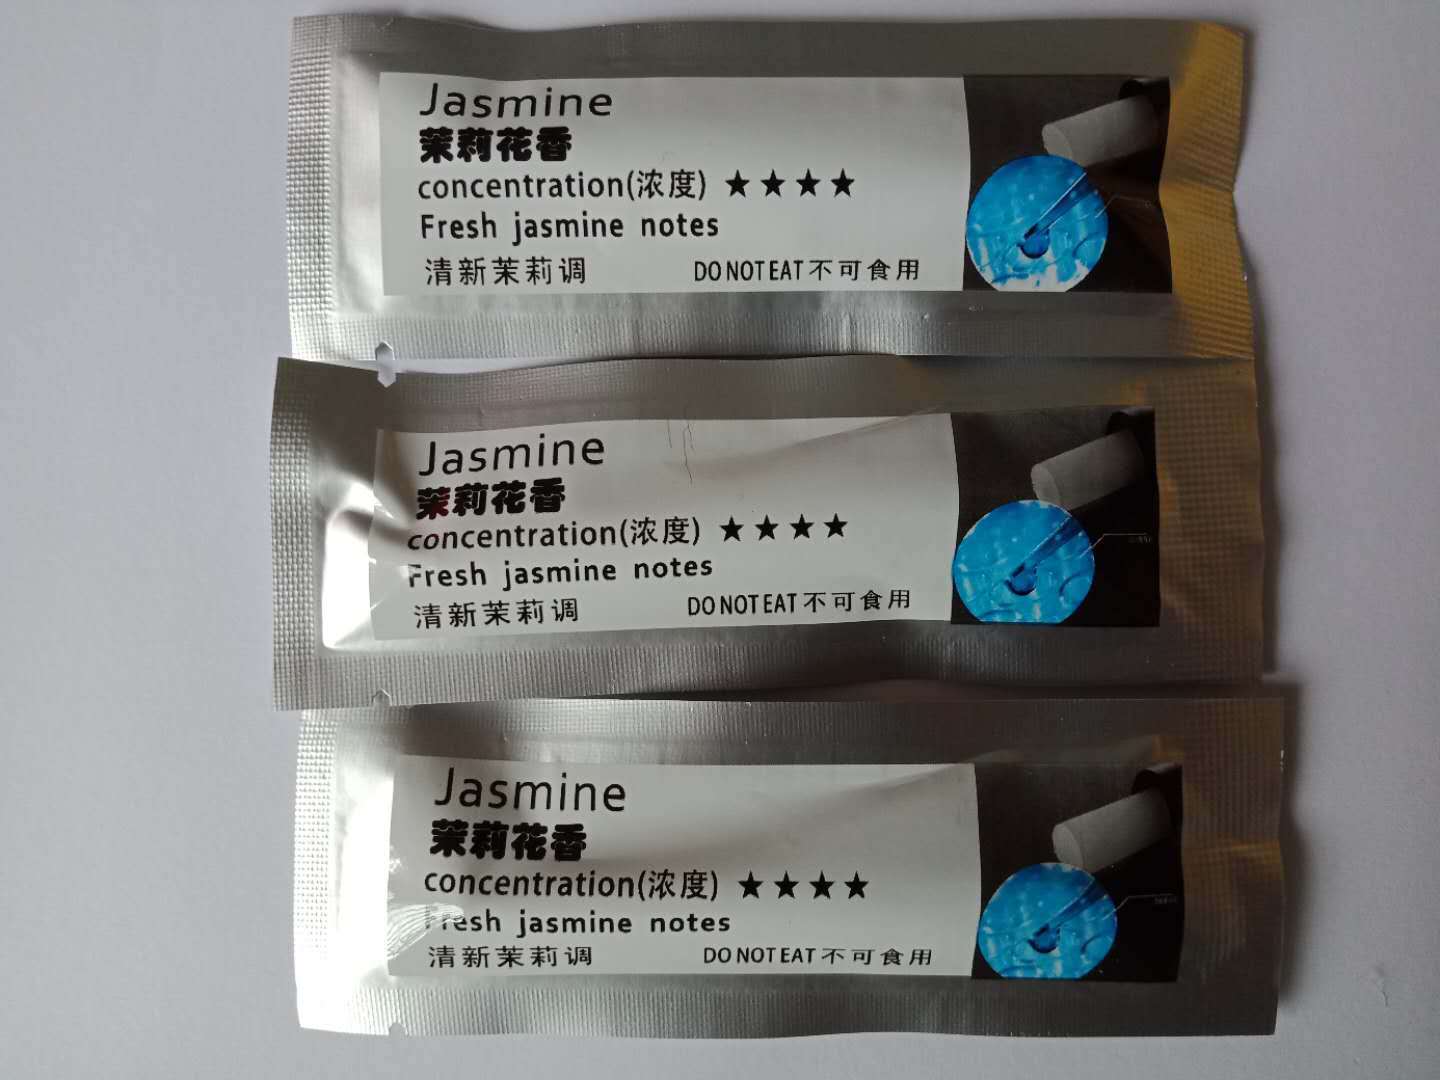 Jasmine
茉莉花香
concentration(浓度) ★★★★
Fresh jasmine notes
清新茉莉调 DO NOT EAT 不可食用
Jasmine
茉莉花香
concentration(浓度) ★★★★
Fresh jasmine notes
清新茉莉调 DO NOT EAT 不可食用
Jasmine
茉莉花香
concentration(浓度) ★★★★
Fresh jasmine notes
清新茉莉调 DO NOT EAT 不可食用